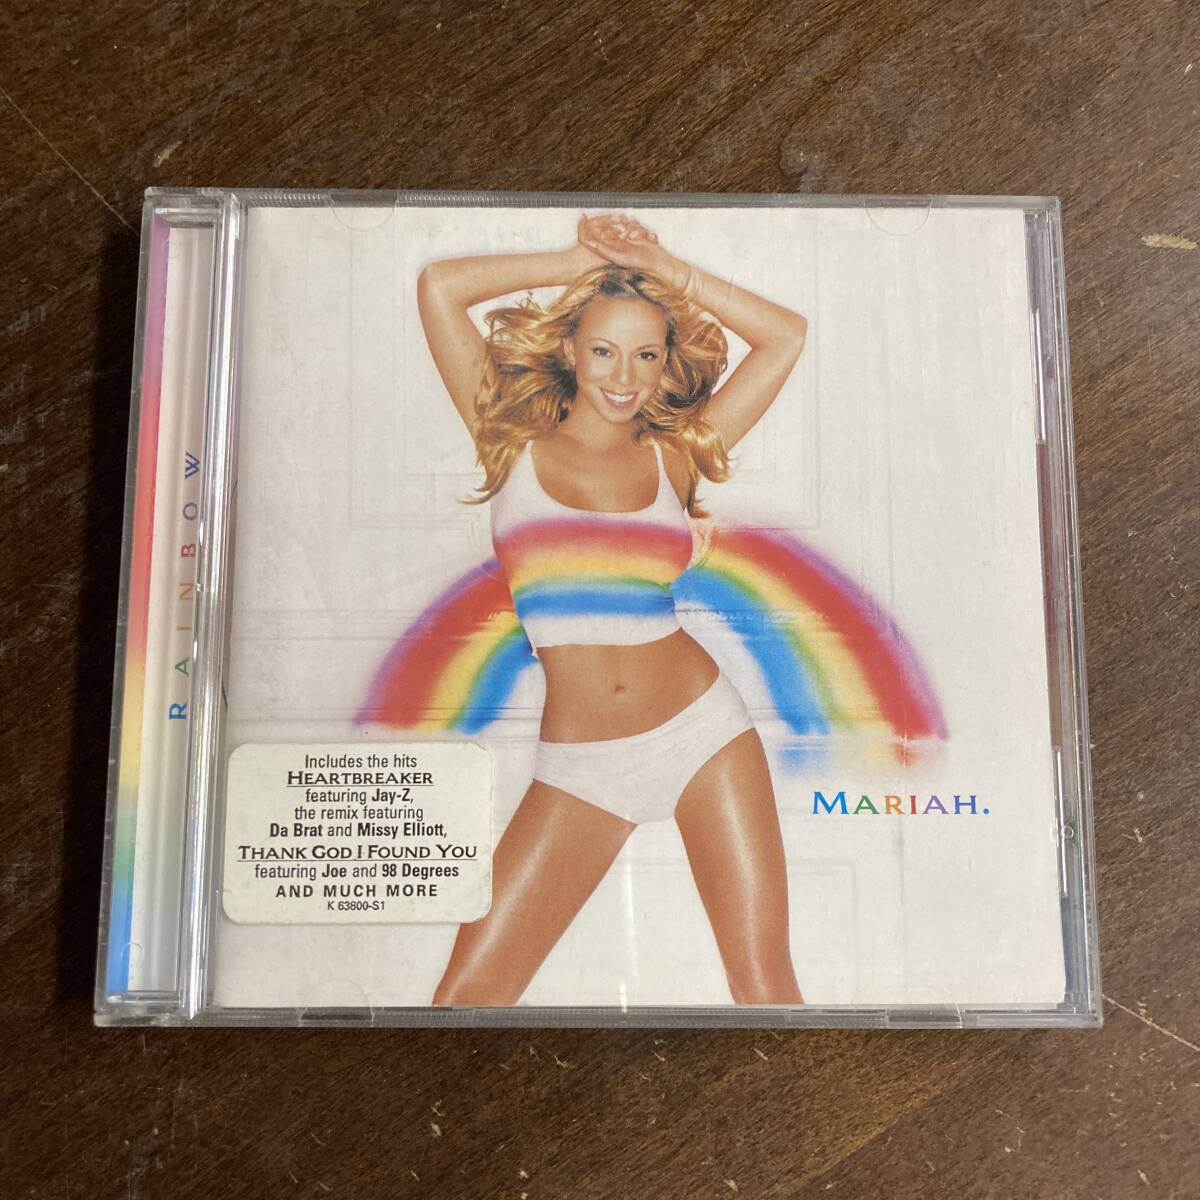 RAINBOW
Includes the hits
HEARTBREAKER
featuring Jay-Z,
the remix featuring
Da Brat and Missy Elliott,
THANK GOD I FOUND YOU
featuring Joe and 98 Degrees
AND MUCH MORE
K 63800-S1
MARIAH.